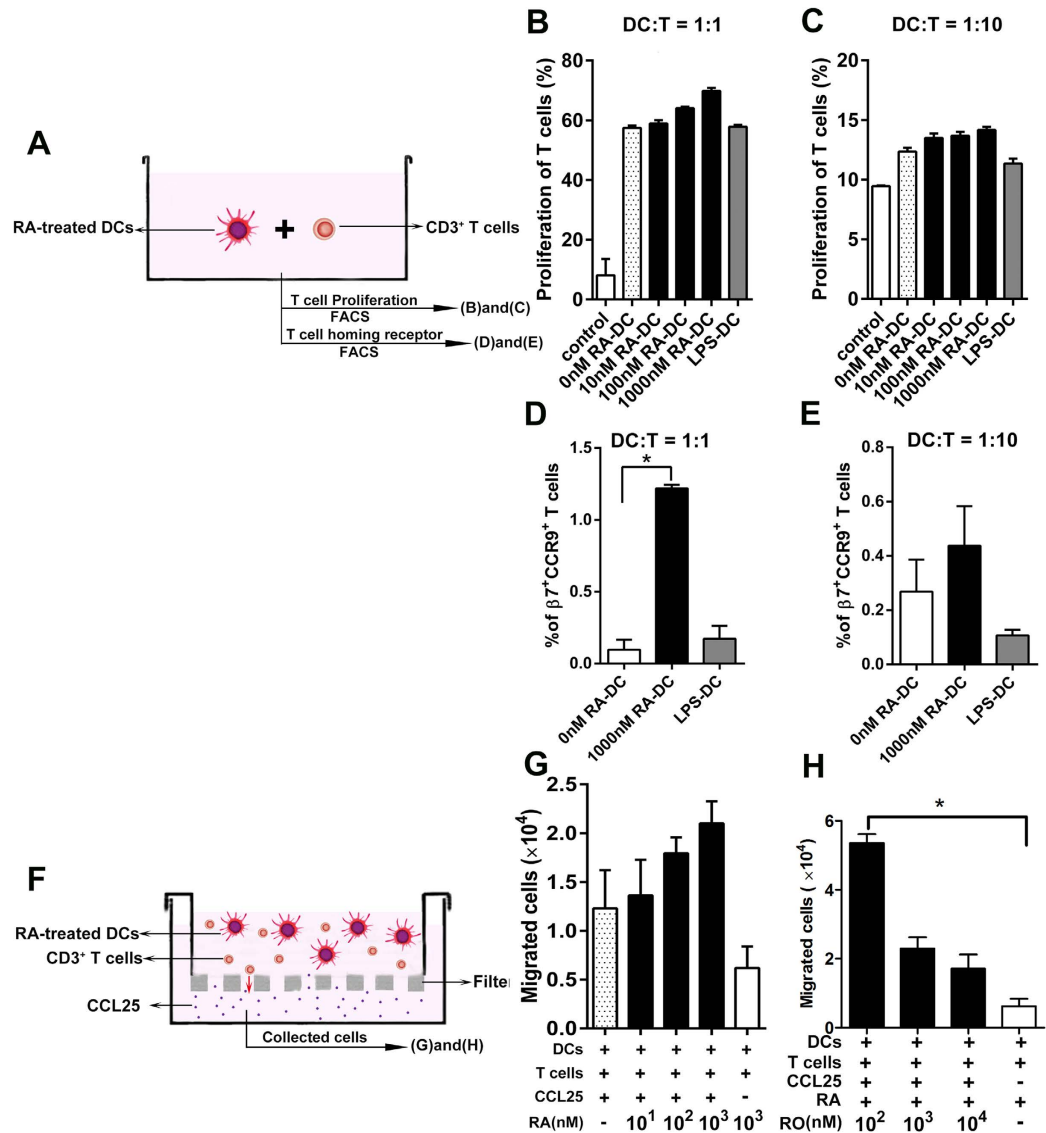 A
RA-treated DCs
+
CD3⁺ T cells
T cell Proliferation
FACS
(B)and(C)
T cell homing receptor
FACS
(D)and(E)
B
DC:T = 1:1
Proliferation of T cells (%)
80
60
40
20
0
control
0nM RA-DC
10nM RA-DC
100nM RA-DC
1000nM RA-DC
LPS-DC
C
DC:T = 1:10
Proliferation of T cells (%)
20
15
10
5
0
control
0nM RA-DC
10nM RA-DC
100nM RA-DC
1000nM RA-DC
LPS-DC
D
DC:T = 1:1
%of β7⁺CCR9⁺ T cells
1.5
1.0
0.5
0.0
*
0nM RA-DC
1000nM RA-DC
LPS-DC
E
DC:T = 1:10
%of β7⁺CCR9⁺ T cells
0.8
0.6
0.4
0.2
0.0
0nM RA-DC
1000nM RA-DC
LPS-DC
F
RA-treated DCs
CD3⁺ T cells
CCL25
Filter
Collected cells
(G)and(H)
G
Migrated cells (×10⁴)
2.5
2.0
1.5
1.0
0.5
0.0
DCs + + + + +
T cells + + + + +
CCL25 + + + + -
RA(nM) - 10¹ 10² 10³ 10³
H
Migrated cells ( ×10⁴)
6
4
2
0
*
DCs + + + +
T cells + + + +
CCL25 + + + -
RA + + + +
RO(nM) 10² 10³ 10⁴ -